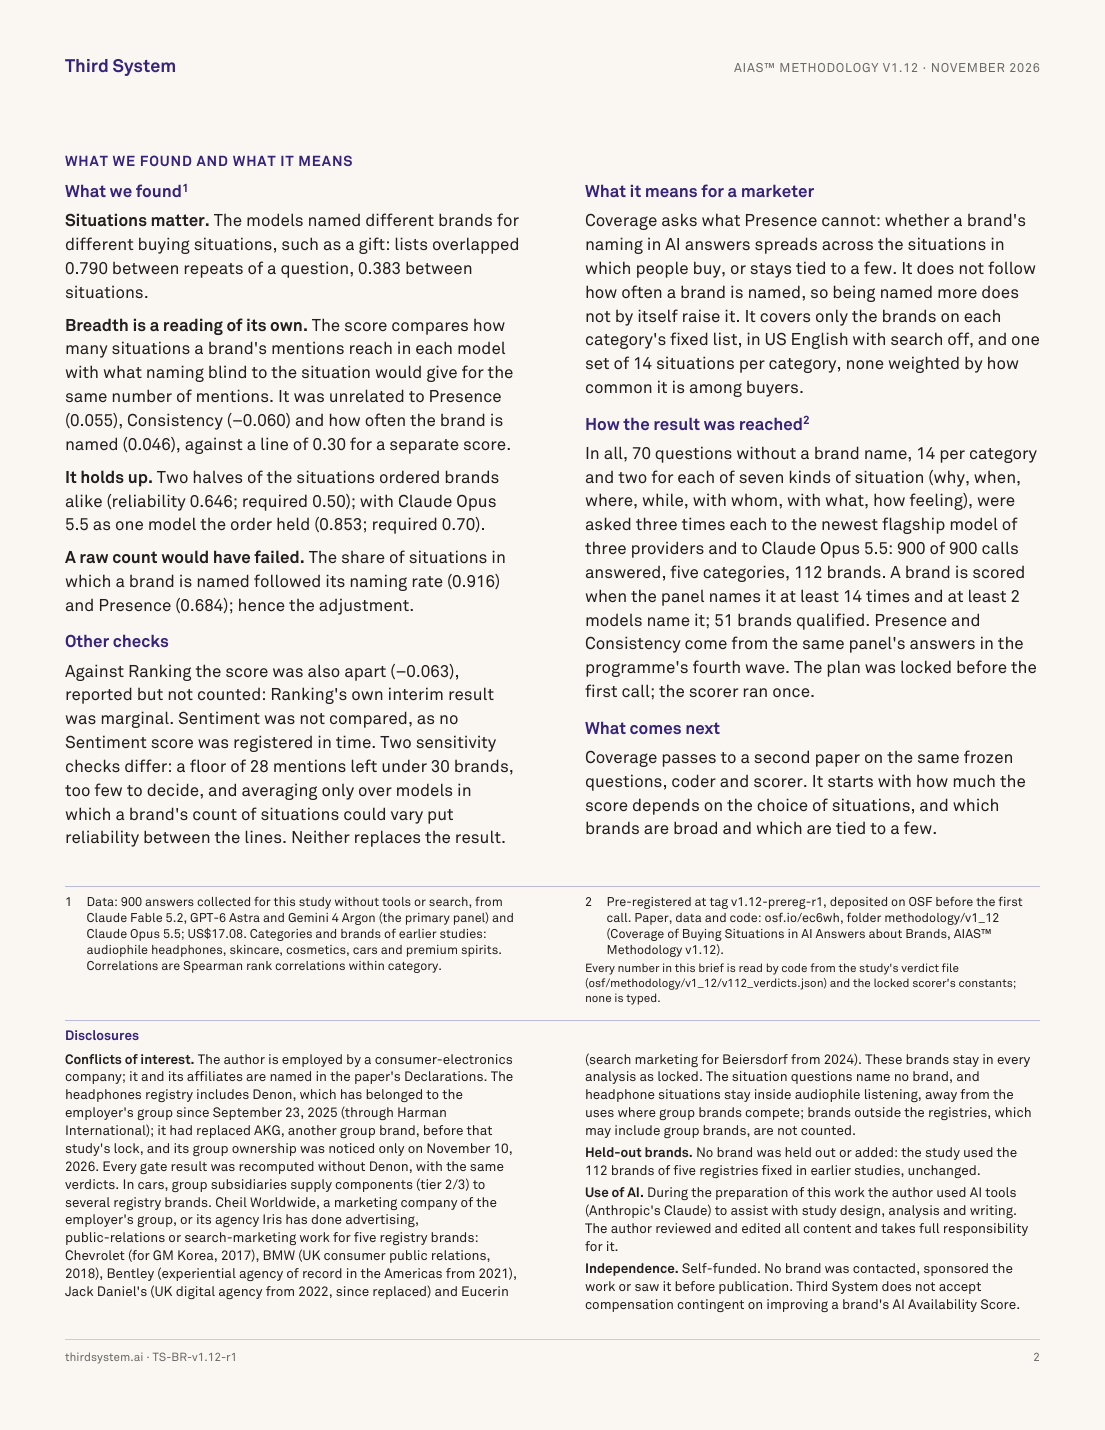 Third System
AIAS™ METHODOLOGY V1.12 · NOVEMBER 2026
WHAT WE FOUND AND WHAT IT MEANS
What we found¹
Situations matter. The models named different brands for
different buying situations, such as a gift: lists overlapped
0.790 between repeats of a question, 0.383 between
situations.
Breadth is a reading of its own. The score compares how
many situations a brand's mentions reach in each model
with what naming blind to the situation would give for the
same number of mentions. It was unrelated to Presence
(0.055), Consistency (−0.060) and how often the brand is
named (0.046), against a line of 0.30 for a separate score.
It holds up. Two halves of the situations ordered brands
alike (reliability 0.646; required 0.50); with Claude Opus
5.5 as one model the order held (0.853; required 0.70).
A raw count would have failed. The share of situations in
which a brand is named followed its naming rate (0.916)
and Presence (0.684); hence the adjustment.
Other checks
Against Ranking the score was also apart (−0.063),
reported but not counted: Ranking's own interim result
was marginal. Sentiment was not compared, as no
Sentiment score was registered in time. Two sensitivity
checks differ: a floor of 28 mentions left under 30 brands,
too few to decide, and averaging only over models in
which a brand's count of situations could vary put
reliability between the lines. Neither replaces the result.
What it means for a marketer
Coverage asks what Presence cannot: whether a brand's
naming in AI answers spreads across the situations in
which people buy, or stays tied to a few. It does not follow
how often a brand is named, so being named more does
not by itself raise it. It covers only the brands on each
category's fixed list, in US English with search off, and one
set of 14 situations per category, none weighted by how
common it is among buyers.
How the result was reached²
In all, 70 questions without a brand name, 14 per category
and two for each of seven kinds of situation (why, when,
where, while, with whom, with what, how feeling), were
asked three times each to the newest flagship model of
three providers and to Claude Opus 5.5: 900 of 900 calls
answered, five categories, 112 brands. A brand is scored
when the panel names it at least 14 times and at least 2
models name it; 51 brands qualified. Presence and
Consistency come from the same panel's answers in the
programme's fourth wave. The plan was locked before the
first call; the scorer ran once.
What comes next
Coverage passes to a second paper on the same frozen
questions, coder and scorer. It starts with how much the
score depends on the choice of situations, and which
brands are broad and which are tied to a few.
1 Data: 900 answers collected for this study without tools or search, from
Claude Fable 5.2, GPT-6 Astra and Gemini 4 Argon (the primary panel) and
Claude Opus 5.5; US$17.08. Categories and brands of earlier studies:
audiophile headphones, skincare, cosmetics, cars and premium spirits.
Correlations are Spearman rank correlations within category.
2 Pre-registered at tag v1.12-prereg-r1, deposited on OSF before the first
call. Paper, data and code: osf.io/ec6wh, folder methodology/v1_12
(Coverage of Buying Situations in AI Answers about Brands, AIAS™
Methodology v1.12).
Every number in this brief is read by code from the study's verdict file
(osf/methodology/v1_12/v112_verdicts.json) and the locked scorer's constants;
none is typed.
Disclosures
Conflicts of interest. The author is employed by a consumer-electronics
company; it and its affiliates are named in the paper's Declarations. The
headphones registry includes Denon, which has belonged to the
employer's group since September 23, 2025 (through Harman
International); it had replaced AKG, another group brand, before that
study's lock, and its group ownership was noticed only on November 10,
2026. Every gate result was recomputed without Denon, with the same
verdicts. In cars, group subsidiaries supply components (tier 2/3) to
several registry brands. Cheil Worldwide, a marketing company of the
employer's group, or its agency Iris has done advertising,
public-relations or search-marketing work for five registry brands:
Chevrolet (for GM Korea, 2017), BMW (UK consumer public relations,
2018), Bentley (experiential agency of record in the Americas from 2021),
Jack Daniel's (UK digital agency from 2022, since replaced) and Eucerin
(search marketing for Beiersdorf from 2024). These brands stay in every
analysis as locked. The situation questions name no brand, and
headphone situations stay inside audiophile listening, away from the
uses where group brands compete; brands outside the registries, which
may include group brands, are not counted.
Held-out brands. No brand was held out or added: the study used the
112 brands of five registries fixed in earlier studies, unchanged.
Use of AI. During the preparation of this work the author used AI tools
(Anthropic's Claude) to assist with study design, analysis and writing.
The author reviewed and edited all content and takes full responsibility
for it.
Independence. Self-funded. No brand was contacted, sponsored the
work or saw it before publication. Third System does not accept
compensation contingent on improving a brand's AI Availability Score.
thirdsystem.ai · TS-BR-v1.12-r1
2